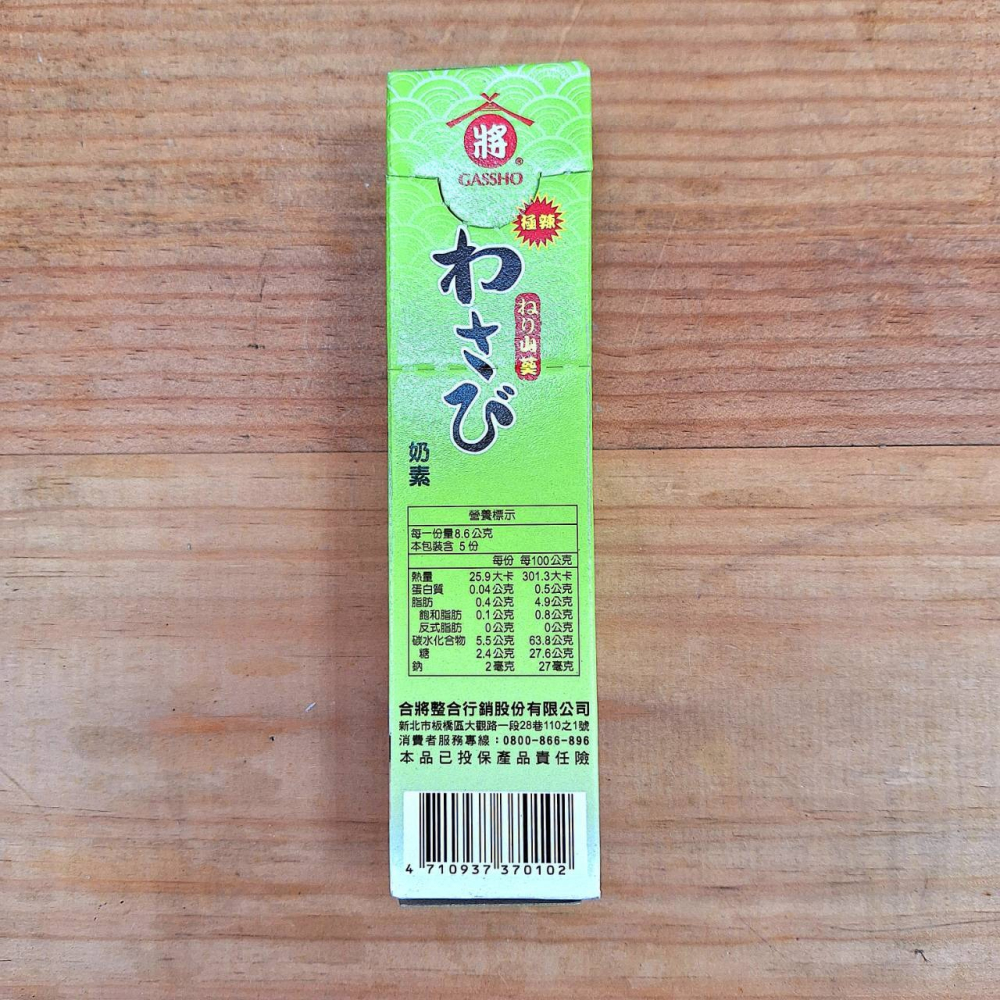 將
GASSHO®
極辣
わさび
ねり山葵
奶素
營養標示
每一份量8.6公克
本包裝含 5份
每份 每100公克
熱量 25.9大卡 301.3大卡
蛋白質 0.04公克 0.5公克
脂肪 0.4公克 4.9公克
飽和脂肪 0.1公克 0.8公克
反式脂肪 0公克 0公克
碳水化合物 5.5公克 63.8公克
糖 2.4公克 27.6公克
鈉 2毫克 27毫克
合將整合行銷股份有限公司
新北市板橋區大觀路一段28巷110之1號
消費者服務專線：0800-866-896
本品已投保產品責任險
4 710937 370102